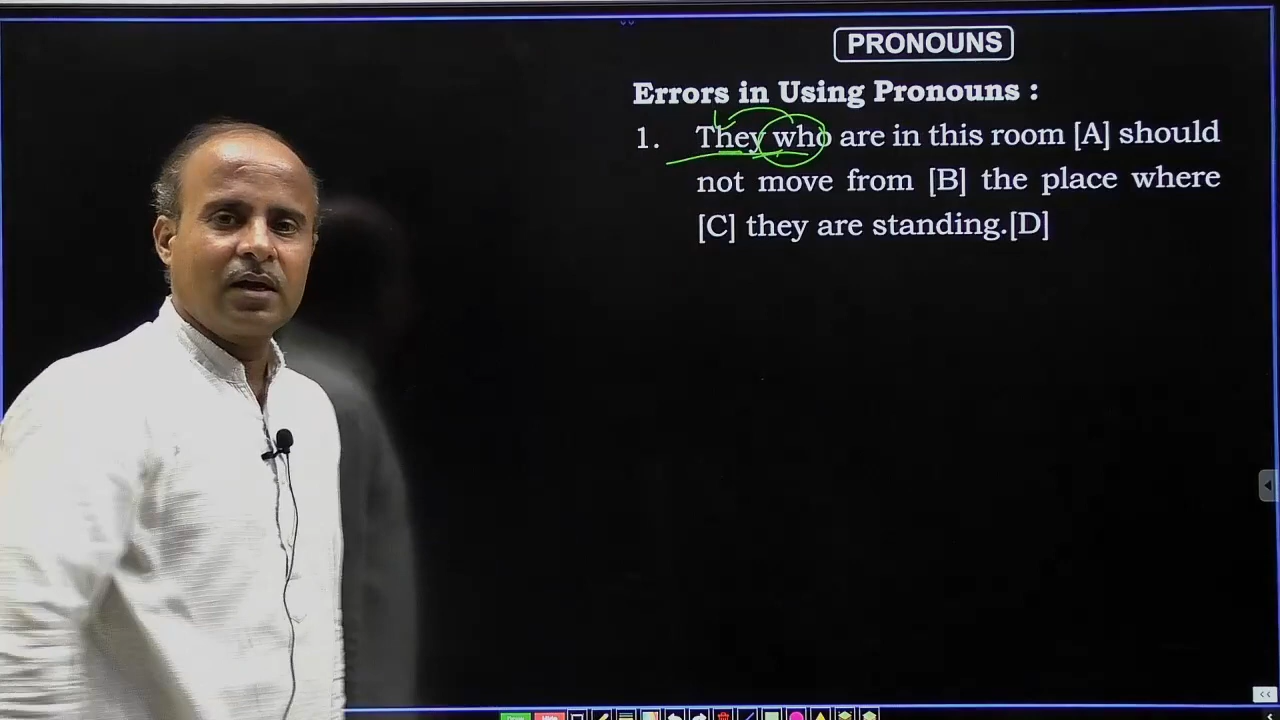 PRONOUNS
Errors in Using Pronouns :
1. They who are in this room [A] should
not move from [B] the place where
[C] they are standing.[D]